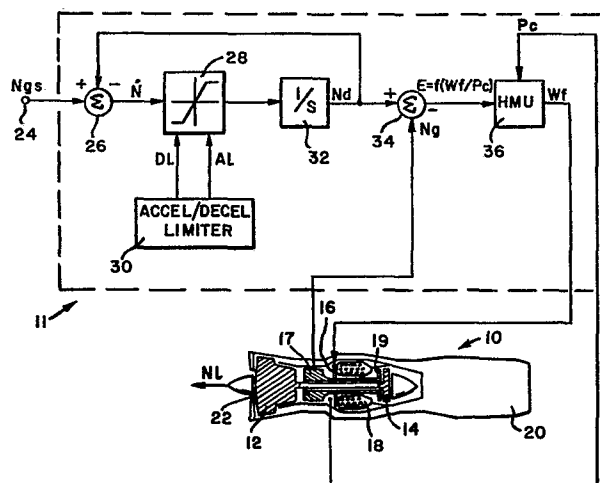 Pc
28
Ngs
+
-
Σ
Ṅ
1/S
Nd
+
Σ
-
E=f(Wf/Pc)
HMU
Wf
24
26
32
34
Ng
36
DL
AL
ACCEL/DECEL
LIMITER
30
11
10
16
17
19
NL
22
12
18
14
20